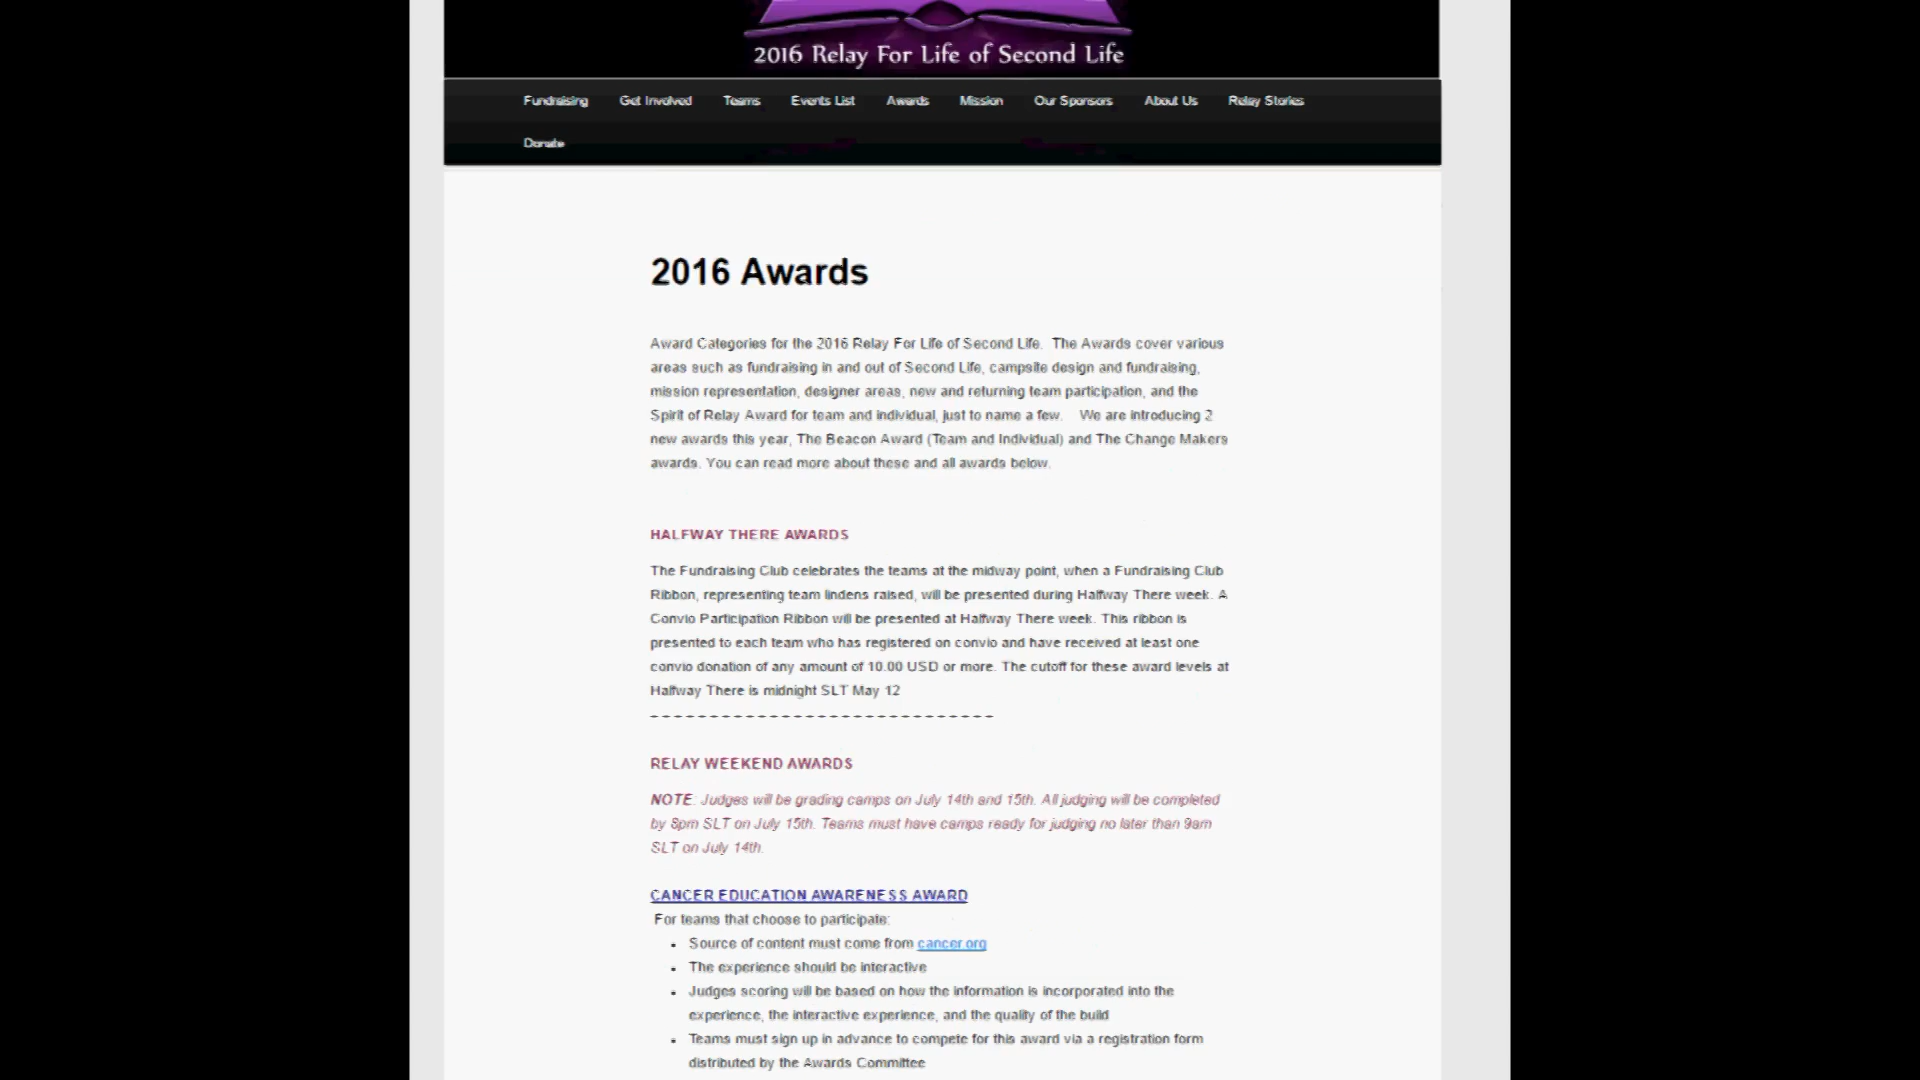 2016 Relay For Life of Second Life
Fundraising Get Involved Teams Events List Awards Mission Our Sponsors About Us Relay Stories
Donate
2016 Awards
Award Categories for the 2016 Relay For Life of Second Life. The Awards cover various
areas such as fundraising in and out of Second Life, campsite design and fundraising,
mission representation, designer areas, new and returning team participation, and the
Spirit of Relay Award for team and individual, just to name a few. We are introducing 2
new awards this year, The Beacon Award (Team and Individual) and The Change Makers
awards. You can read more about these and all awards below.
HALFWAY THERE AWARDS
The Fundraising Club celebrates the teams at the midway point, when a Fundraising Club
Ribbon, representing team lindens raised, will be presented during Halfway There week. A
Convio Participation Ribbon will be presented at Halfway There week. This ribbon is
presented to each team who has registered on convio and have received at least one
convio donation of any amount of 10.00 USD or more. The cutoff for these award levels at
Halfway There is midnight SLT May 12
- - - - - - - - - - - - - - - - - - - - - - - - - - - - -
RELAY WEEKEND AWARDS
NOTE: Judges will be grading camps on July 14th and 15th. All judging will be completed
by 8pm SLT on July 15th. Teams must have camps ready for judging no later than 9am
SLT on July 14th.
CANCER EDUCATION AWARENESS AWARD
For teams that choose to participate:
• Source of content must come from cancer.org
• The experience should be interactive
• Judges scoring will be based on how the information is incorporated into the
experience, the interactive experience, and the quality of the build
• Teams must sign up in advance to compete for this award via a registration form
distributed by the Awards Committee